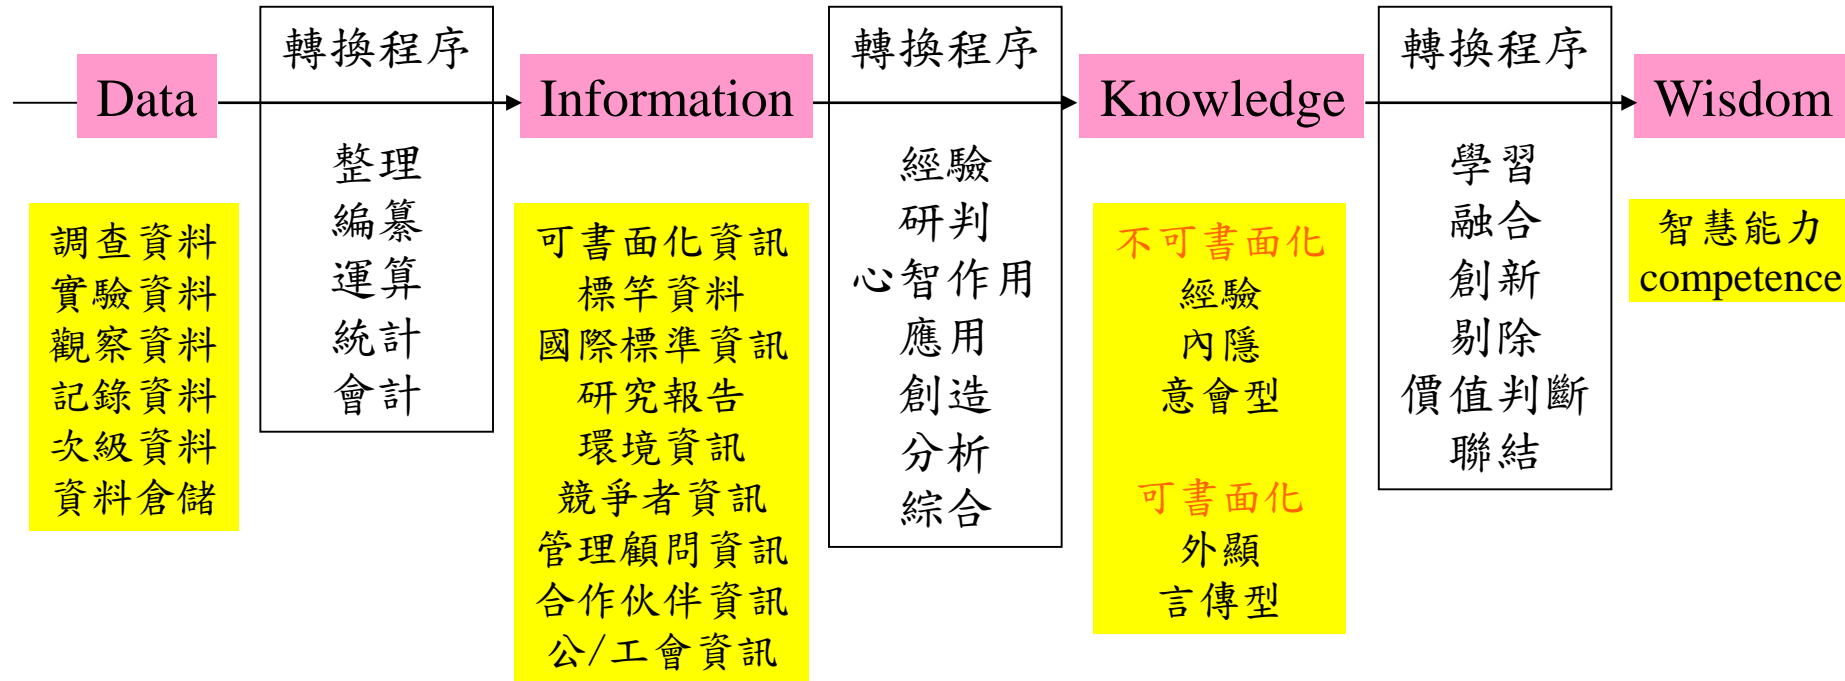 Data
調查資料
實驗資料
觀察資料
記錄資料
次級資料
資料倉儲
轉換程序
整理
編纂
運算
統計
會計
Information
可書面化資訊
標竿資料
國際標準資訊
研究報告
環境資訊
競爭者資訊
管理顧問資訊
合作伙伴資訊
公/工會資訊
轉換程序
經驗
研判
心智作用
應用
創造
分析
綜合
Knowledge
不可書面化
經驗
內隱
意會型
可書面化
外顯
言傳型
轉換程序
學習
融合
創新
剔除
價值判斷
聯結
Wisdom
智慧能力
competence